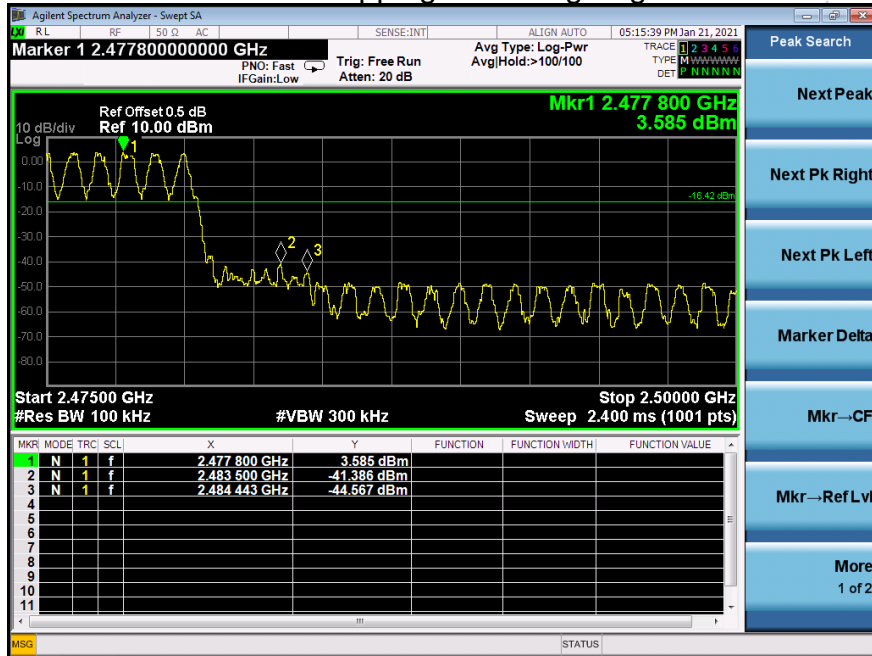 Agilent Spectrum Analyzer - Swept SA
RL RF 50 Ω AC SENSE:INT ALIGN AUTO 05:15:39 PM Jan 21, 2021
Marker 1 2.477800000000 GHz
PNO: Fast
IFGain:Low
Trig: Free Run
Atten: 20 dB
Avg Type: Log-Pwr
Avg|Hold:>100/100
TRACE 1 2 3 4 5 6
TYPE M WWWWW
DET P N N N N N
Peak Search
Next Peak
Next Pk Right
Next Pk Left
Marker Delta
Mkr→CF
Mkr→Ref Lvl
More
1 of 2
Mkr1 2.477 800 GHz
3.585 dBm
Ref Offset 0.5 dB
10 dB/div Ref 10.00 dBm
Log
1
0.00
-10.0
-16.42 dBm
-20.0
-30.0
2
3
-40.0
-50.0
-60.0
-70.0
-80.0
Start 2.47500 GHz Stop 2.50000 GHz
#Res BW 100 kHz #VBW 300 kHz Sweep 2.400 ms (1001 pts)
MKR MODE TRC SCL X Y FUNCTION FUNCTION WIDTH FUNCTION VALUE
1 N 1 f 2.477 800 GHz 3.585 dBm
2 N 1 f 2.483 500 GHz -41.386 dBm
3 N 1 f 2.484 443 GHz -44.567 dBm
4
5
6
7
8
9
10
11
MSG STATUS